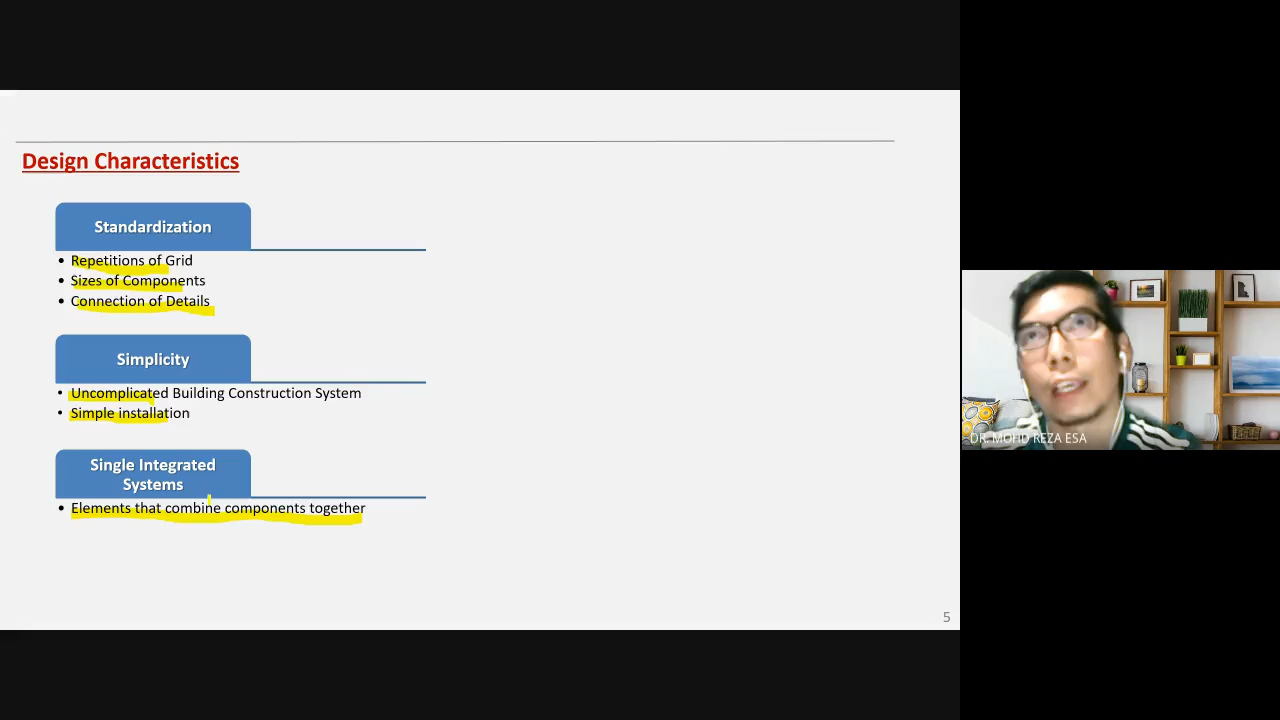 Design Characteristics
Standardization
• Repetitions of Grid
• Sizes of Components
• Connection of Details
Simplicity
• Uncomplicated Building Construction System
• Simple installation
Single Integrated
Systems
• Elements that combine components together
5
DR. MOHD REZA ESA